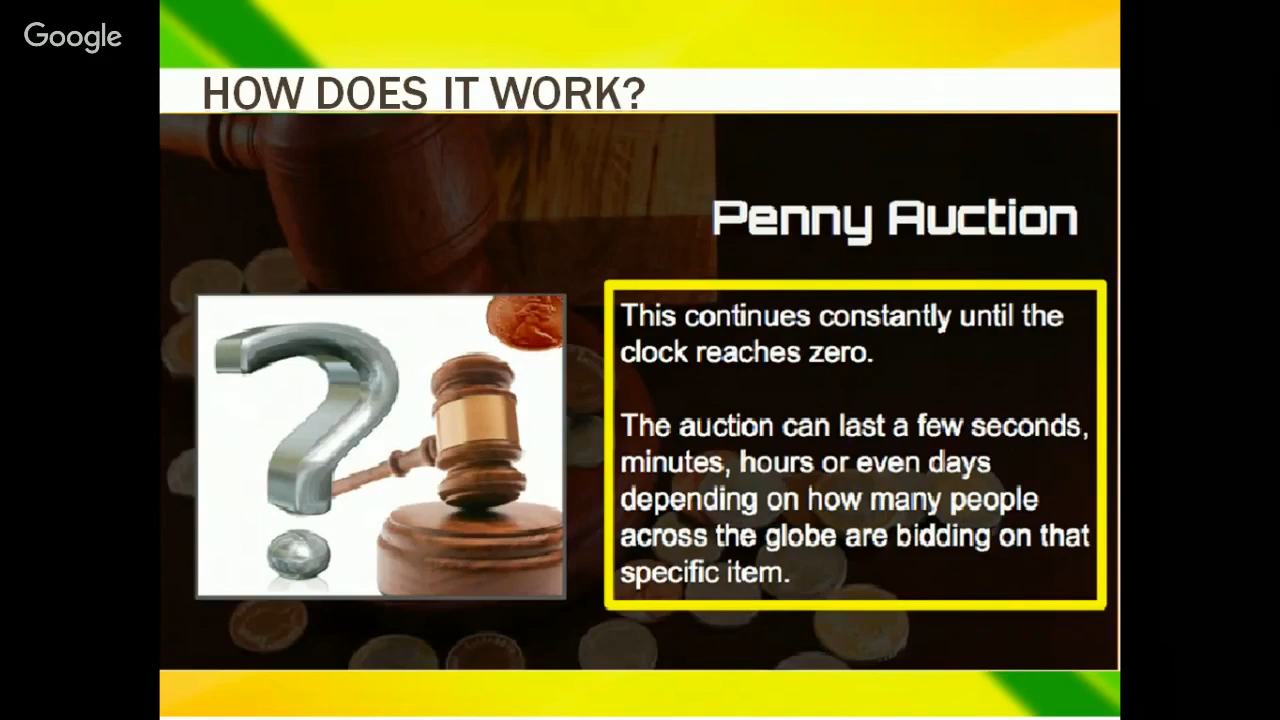 Google
HOW DOES IT WORK?
Penny Auction
This continues constantly until the
clock reaches zero.
The auction can last a few seconds,
minutes, hours or even days
depending on how many people
across the globe are bidding on that
specific item.